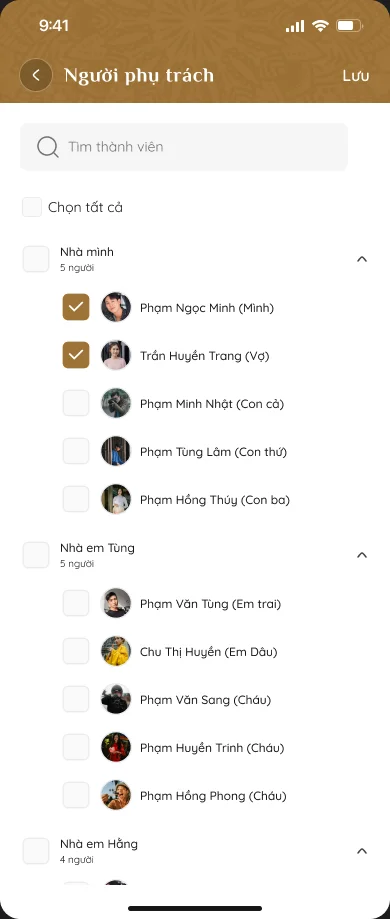 9:41
Người phụ trách
Lưu
Tìm thành viên
Chọn tất cả
Nhà mình
5 người
Phạm Ngọc Minh (Mình)
Trần Huyền Trang (Vợ)
Phạm Minh Nhật (Con cả)
Phạm Tùng Lâm (Con thứ)
Phạm Hồng Thúy (Con ba)
Nhà em Tùng
5 người
Phạm Văn Tùng (Em trai)
Chu Thị Huyền (Em Dâu)
Phạm Văn Sang (Cháu)
Phạm Huyền Trinh (Cháu)
Phạm Hồng Phong (Cháu)
Nhà em Hằng
4 người